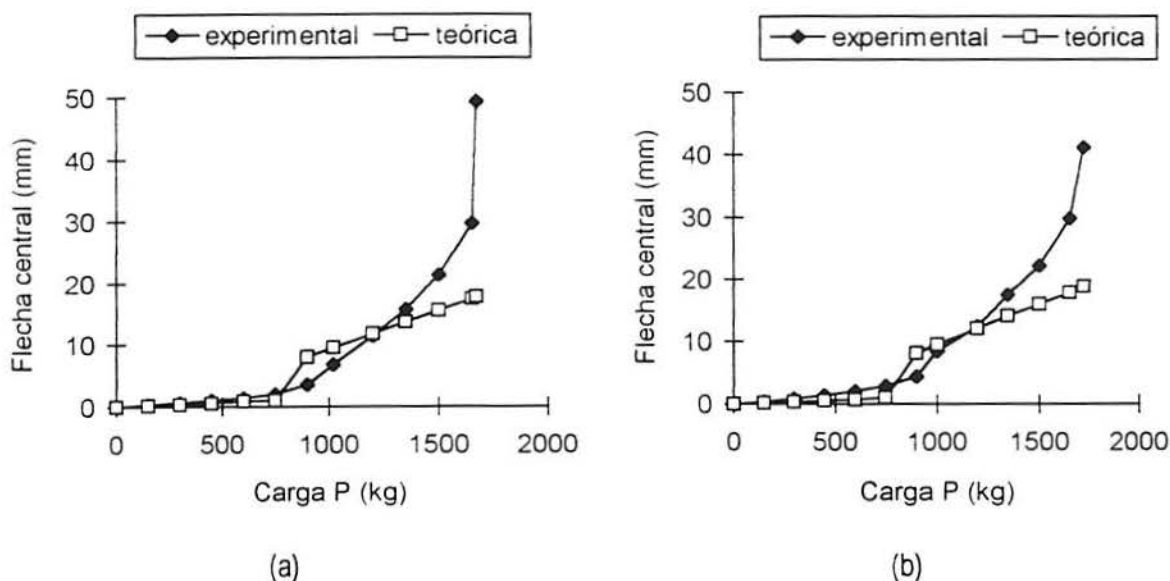 experimental teórica
50
40
30
20
10
0
Flecha central (mm)
0 500 1000 1500 2000
Carga P (kg)
(a)
experimental teórica
50
40
30
20
10
0
Flecha central (mm)
0 500 1000 1500 2000
Carga P (kg)
(b)